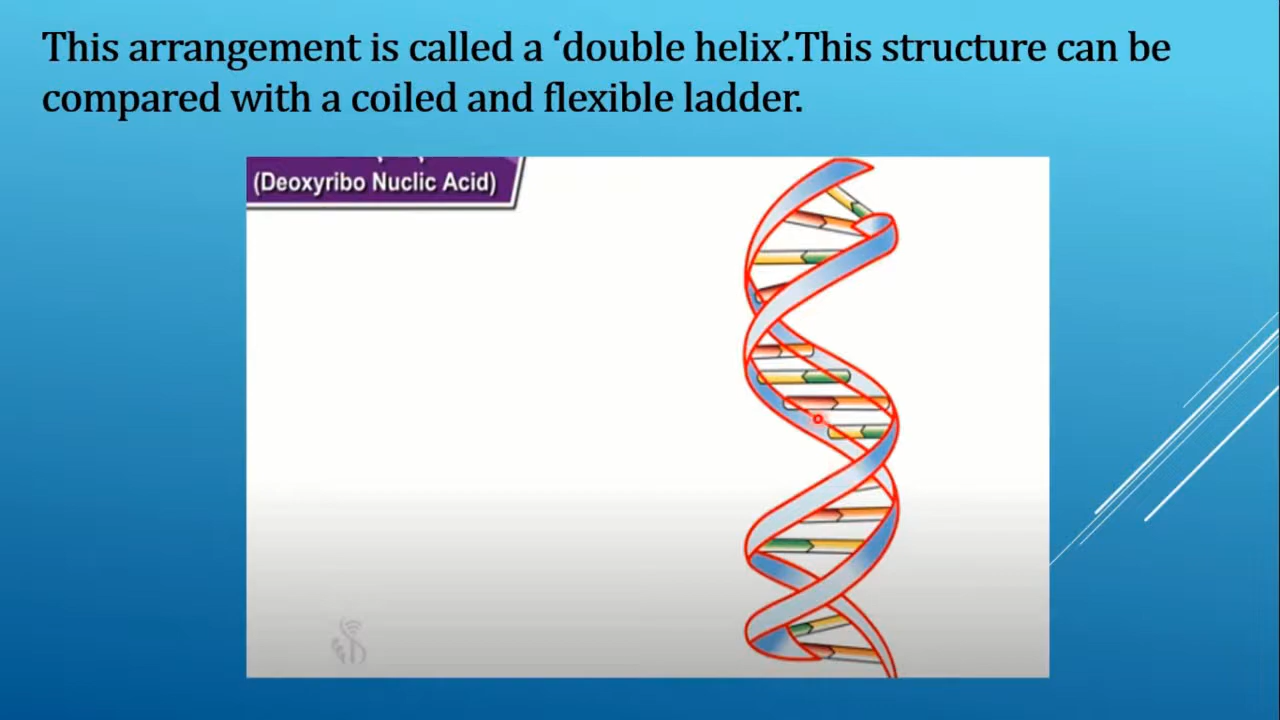 This arrangement is called a ‘double helix’.This structure can be
compared with a coiled and flexible ladder.
(Deoxyribo Nuclic Acid)